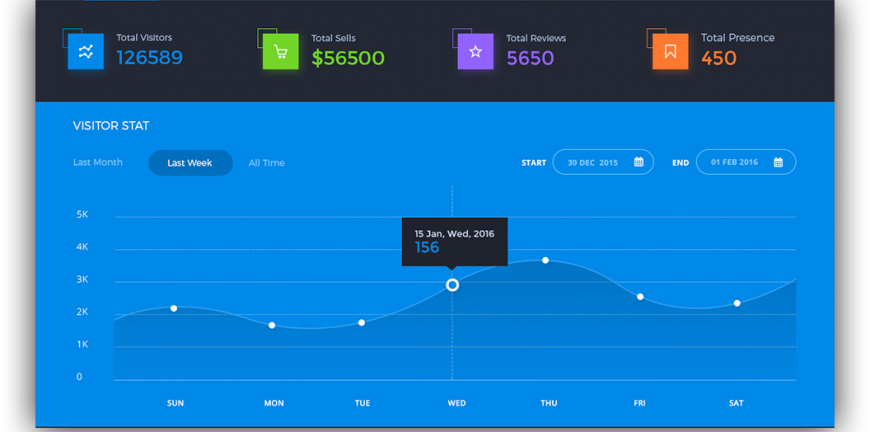 Total Visitors
126589
Total Sells
$56500
Total Reviews
5650
Total Presence
450
VISITOR STAT
Last Month Last Week All Time
START 30 DEC 2015 END 01 FEB 2016
5K
15 Jan, Wed, 2016
156
4K
3K
2K
1K
0
SUN MON TUE WED THU FRI SAT